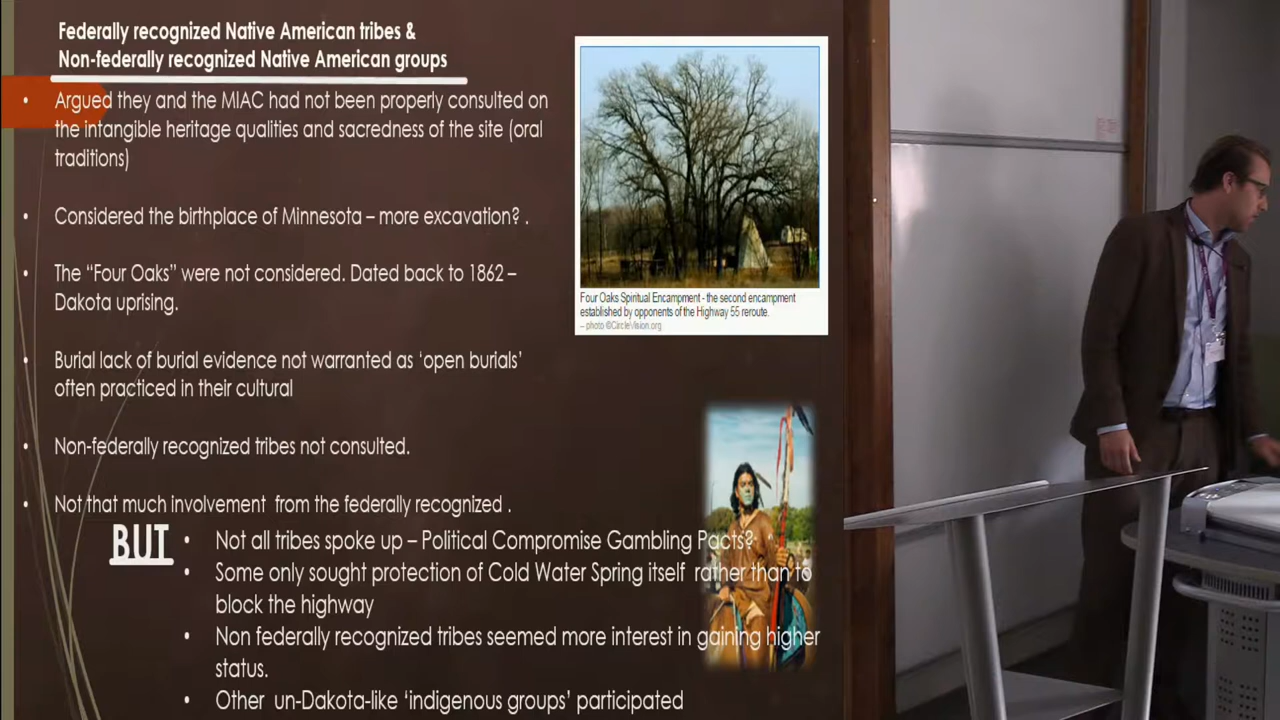 Federally recognized Native American tribes &
Non-federally recognized Native American groups
• Argued they and the MIAC had not been properly consulted on
the intangible heritage qualities and sacredness of the site (oral
traditions)
• Considered the birthplace of Minnesota – more excavation? .
• The “Four Oaks” were not considered. Dated back to 1862 –
Dakota uprising.
• Burial lack of burial evidence not warranted as ‘open burials’
often practiced in their cultural
• Non-federally recognized tribes not consulted.
• Not that much involvement from the federally recognized .
Four Oaks Spiritual Encampment - the second encampment
established by opponents of the Highway 55 reroute.
– photo ©CircleVision.org
BUT
• Not all tribes spoke up – Political Compromise Gambling Pacts?
• Some only sought protection of Cold Water Spring itself rather than to
block the highway
• Non federally recognized tribes seemed more interest in gaining higher
status.
• Other un-Dakota-like ‘indigenous groups’ participated